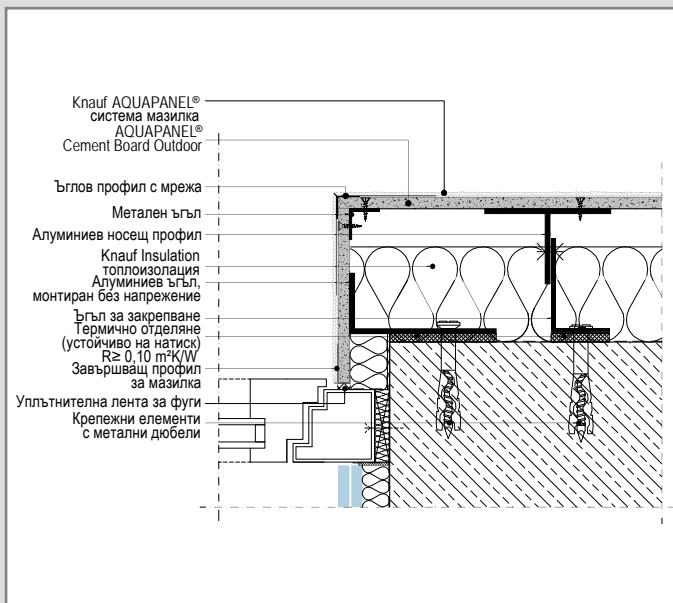 Knauf AQUAPANEL®
система мазилка
AQUAPANEL®
Cement Board Outdoor
Ъглов профил с мрежа
Метален ъгъл
Алуминиев носещ профил
Knauf Insulation
топлоизолация
Алуминиев ъгъл,
монтиран без напрежение
Ъгъл за закрепване
Термично отделяне
(устойчиво на натиск)
R≥ 0,10 m²K/W
Завършващ профил
за мазилка
Уплътнителна лента за фуги
Крепежни елементи
с метални дюбели